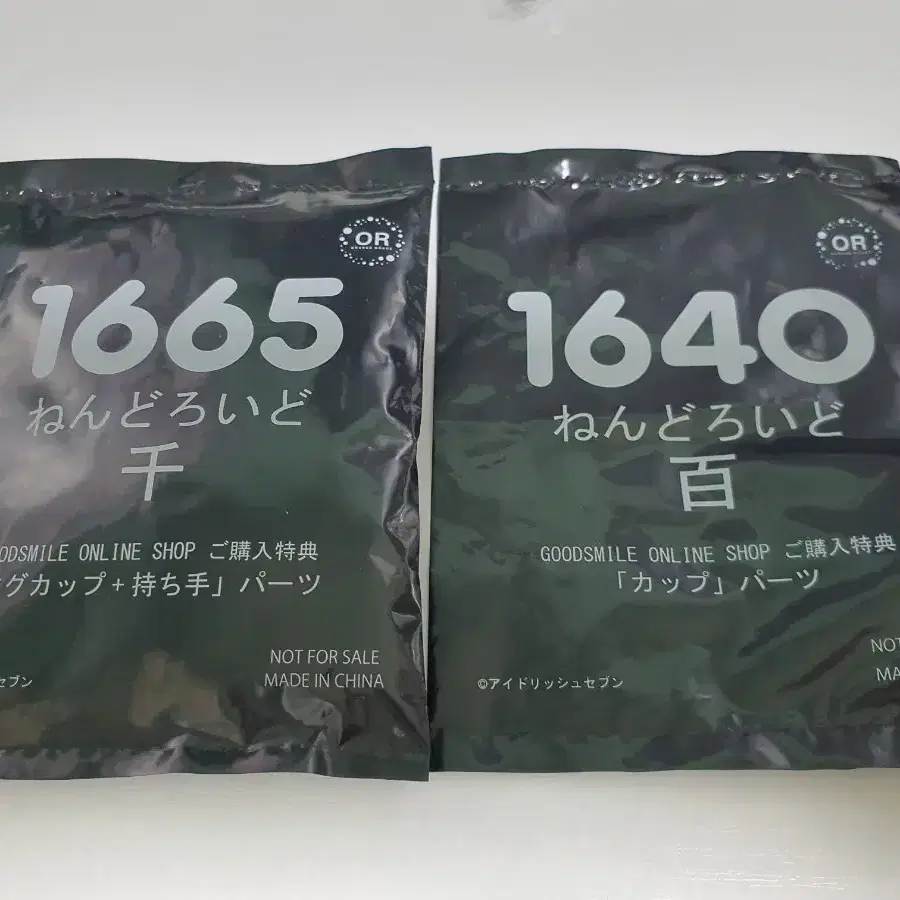 OR
1665
ねんどろいど
千
ODSMILE ONLINE SHOP ご購入特典
グカップ+持ち手」パーツ
NOT FOR SALE
MADE IN CHINA
セブン
OR
1640
ねんどろいど
百
GOODSMILE ONLINE SHOP ご購入特典
「カップ」パーツ
NOT
MA
©アイドリッシュセブン